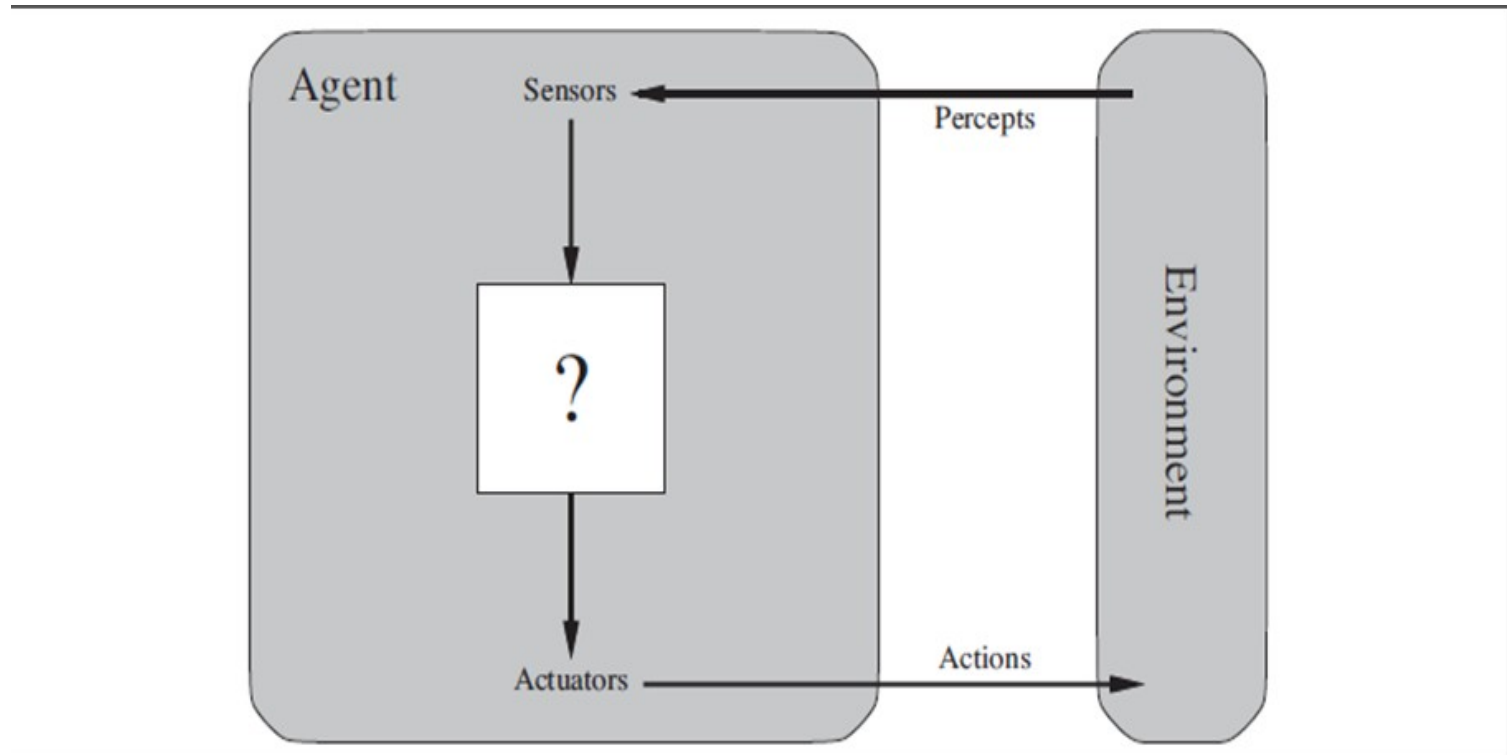 Agent
Sensors
Percepts
?
Environment
Actuators
Actions